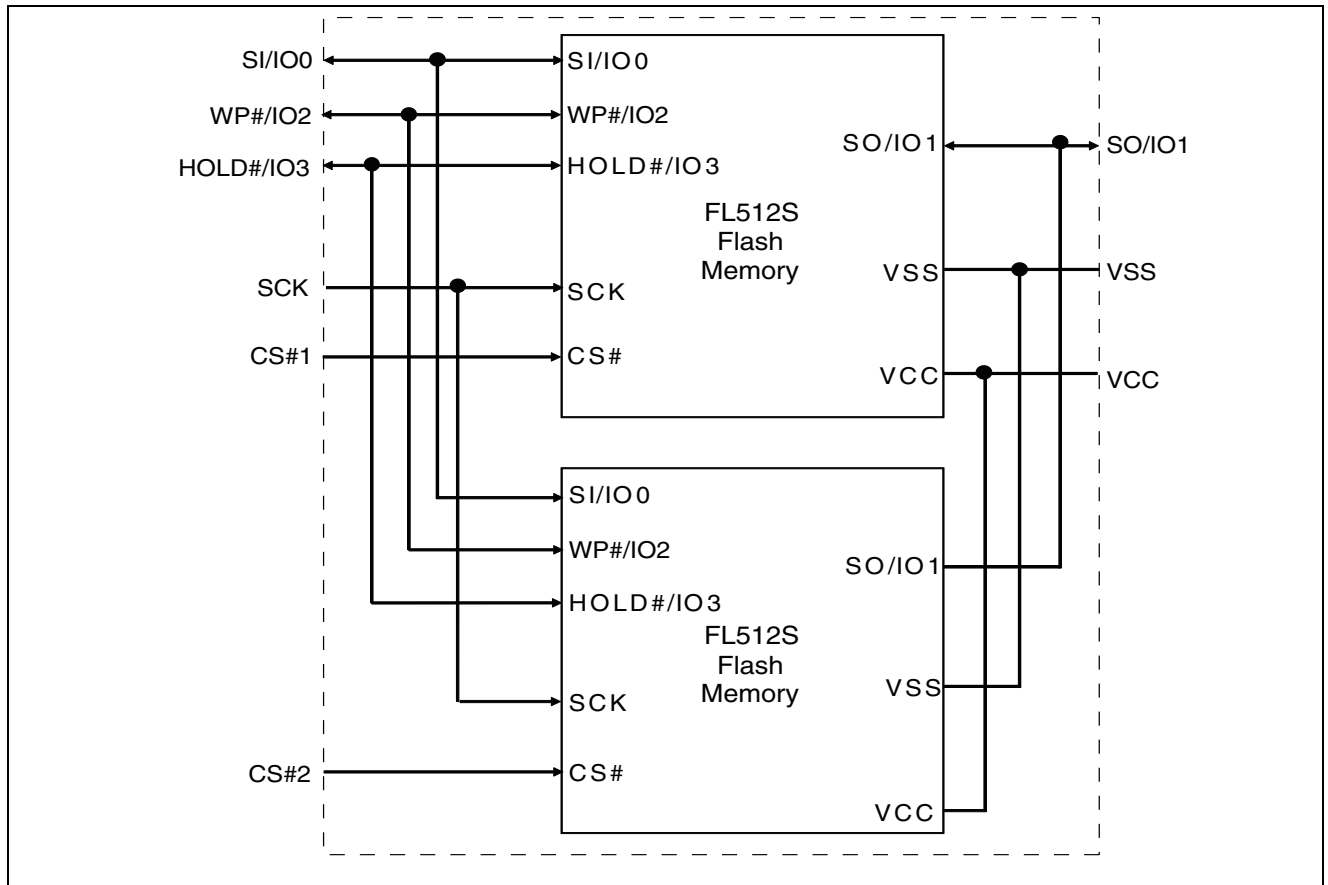 SI/IO0
WP#/IO2
HOLD#/IO3
SCK
CS#1
SI/IO0
WP#/IO2
HOLD#/IO3
SCK
CS#
FL512S
Flash
Memory
SO/IO1
VSS
VCC
SO/IO1
VSS
VCC
CS#2
SI/IO0
WP#/IO2
HOLD#/IO3
SCK
CS#
FL512S
Flash
Memory
SO/IO1
VSS
VCC